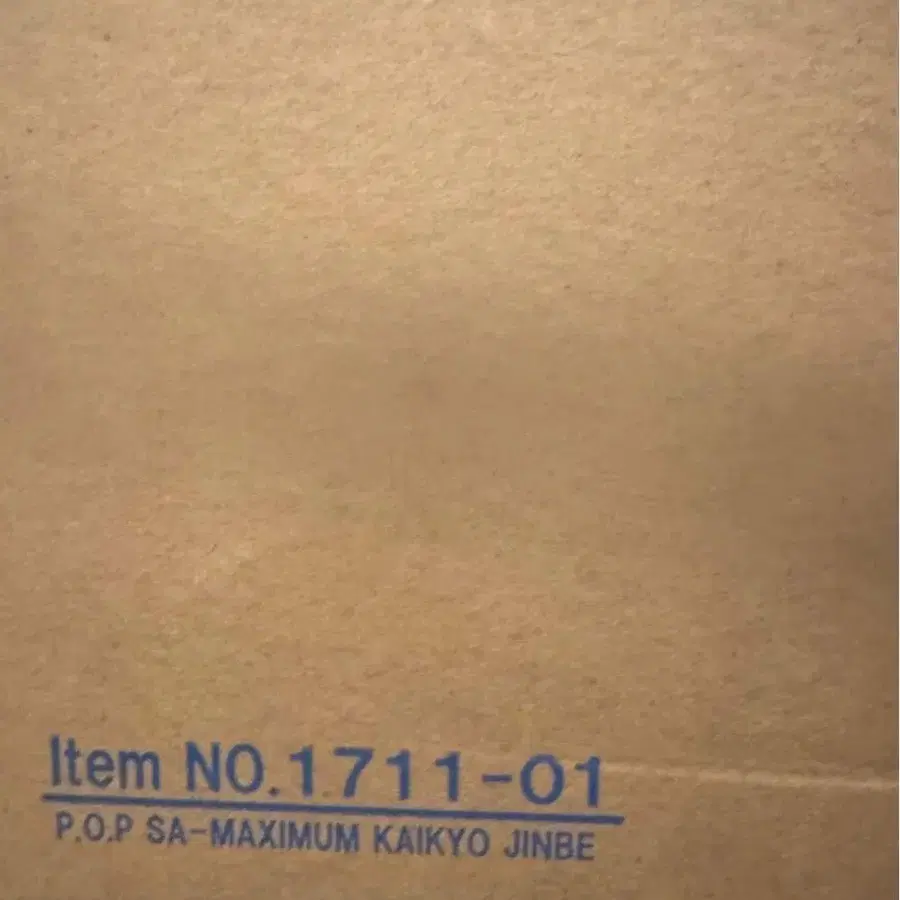 Item NO.1711-01
P.O.P SA-MAXIMUM KAIKYO JINBE